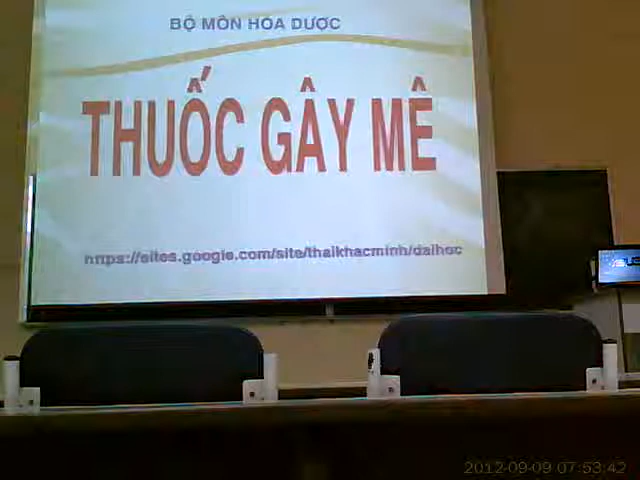 BỘ MÔN HÓA DƯỢC
THUỐC GÂY MÊ
https://sites.google.com/site/thaikhacminh/daihoc
2012-09-09 07:53:42